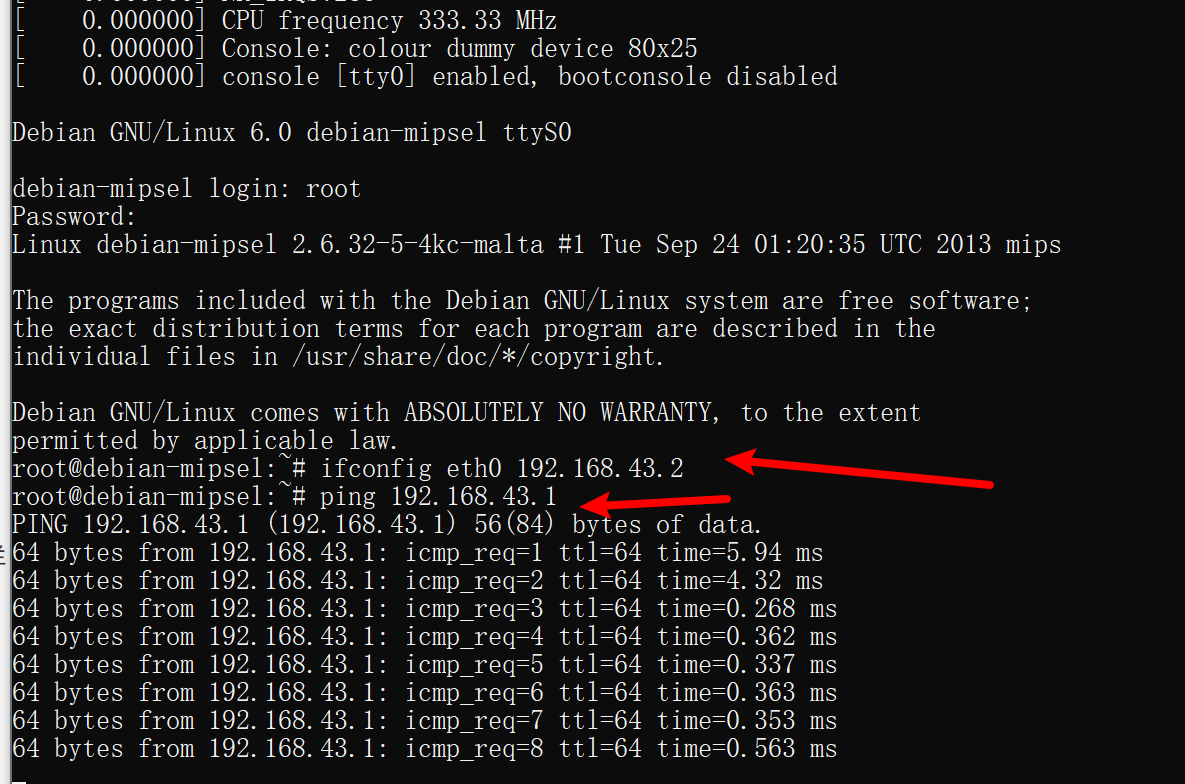 [    0.000000] CPU frequency 333.33 MHz
[    0.000000] Console: colour dummy device 80x25
[    0.000000] console [tty0] enabled, bootconsole disabled
Debian GNU/Linux 6.0 debian-mipsel ttyS0
debian-mipsel login: root
Password:
Linux debian-mipsel 2.6.32-5-4kc-malta #1 Tue Sep 24 01:20:35 UTC 2013 mips
The programs included with the Debian GNU/Linux system are free software;
the exact distribution terms for each program are described in the
individual files in /usr/share/doc/*/copyright.
Debian GNU/Linux comes with ABSOLUTELY NO WARRANTY, to the extent
permitted by applicable law.
root@debian-mipsel:~# ifconfig eth0 192.168.43.2
root@debian-mipsel:~# ping 192.168.43.1
PING 192.168.43.1 (192.168.43.1) 56(84) bytes of data.
64 bytes from 192.168.43.1: icmp_req=1 ttl=64 time=5.94 ms
64 bytes from 192.168.43.1: icmp_req=2 ttl=64 time=4.32 ms
64 bytes from 192.168.43.1: icmp_req=3 ttl=64 time=0.268 ms
64 bytes from 192.168.43.1: icmp_req=4 ttl=64 time=0.362 ms
64 bytes from 192.168.43.1: icmp_req=5 ttl=64 time=0.337 ms
64 bytes from 192.168.43.1: icmp_req=6 ttl=64 time=0.363 ms
64 bytes from 192.168.43.1: icmp_req=7 ttl=64 time=0.353 ms
64 bytes from 192.168.43.1: icmp_req=8 ttl=64 time=0.563 ms